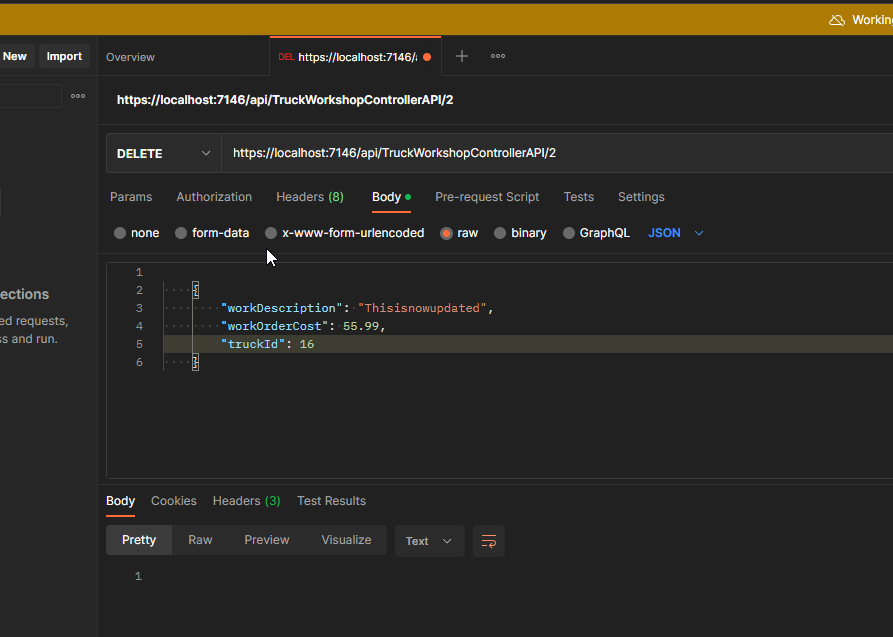 Working
New Import Overview DEL https://localhost:7146/a
https://localhost:7146/api/TruckWorkshopControllerAPI/2
DELETE https://localhost:7146/api/TruckWorkshopControllerAPI/2
Params Authorization Headers (8) Body Pre-request Script Tests Settings
none form-data x-www-form-urlencoded raw binary GraphQL JSON
1
2 {
3 "workDescription": "Thisisnowupdated",
4 "workOrderCost": 55.99,
5 "truckId": 16
6 }
ections
ed requests,
ss and run.
Body Cookies Headers (3) Test Results
Pretty Raw Preview Visualize Text
1